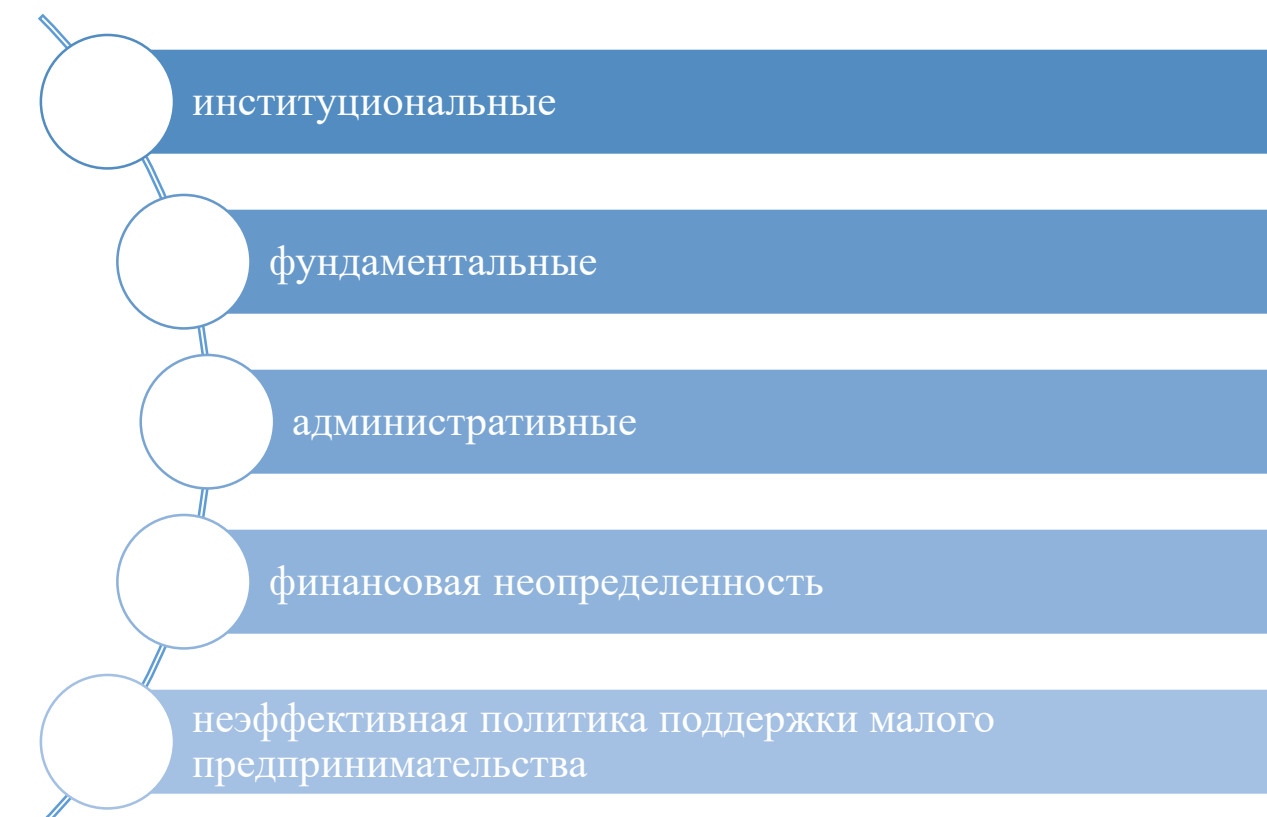 институциональные
фундаментальные
административные
финансовая неопределенность
неэффективная политика поддержки малого
предпринимательства